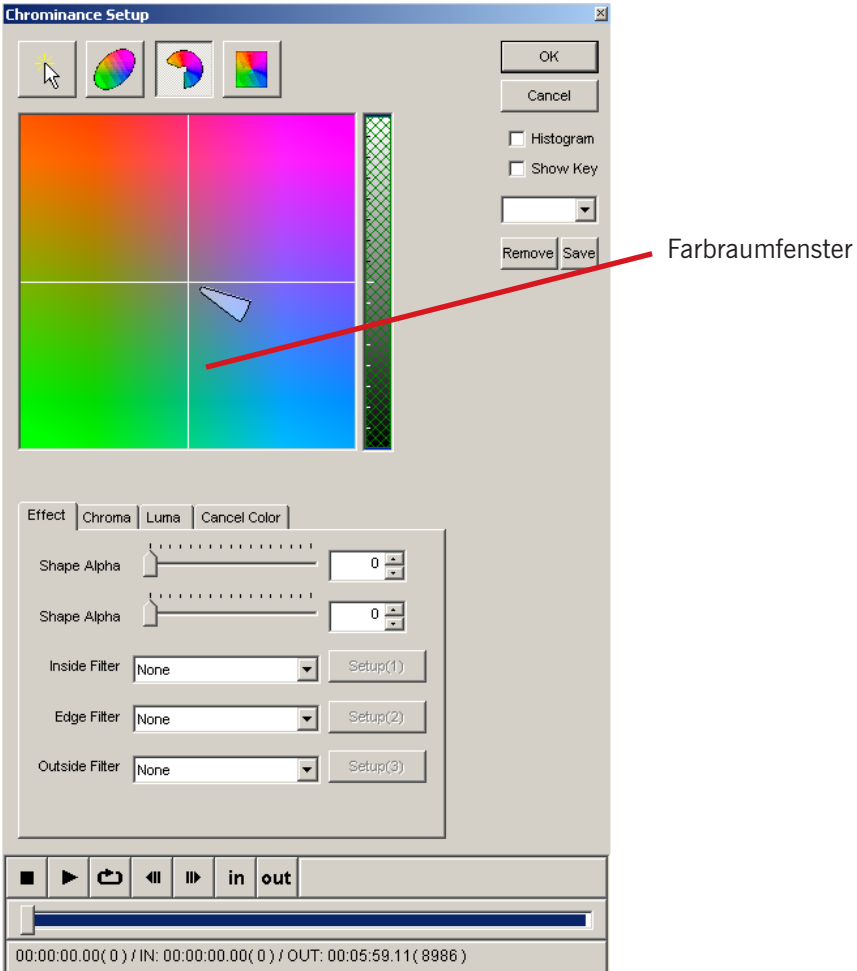 Chrominance Setup
OK
Cancel
Histogram
Show Key
Remove Save
Farbraumfenster
Effect Chroma Luma Cancel Color
Shape Alpha 0
Shape Alpha 0
Inside Filter None Setup(1)
Edge Filter None Setup(2)
Outside Filter None Setup(3)
in out
00:00:00.00( 0 ) / IN: 00:00:00.00( 0 ) / OUT: 00:05:59.11( 8986 )